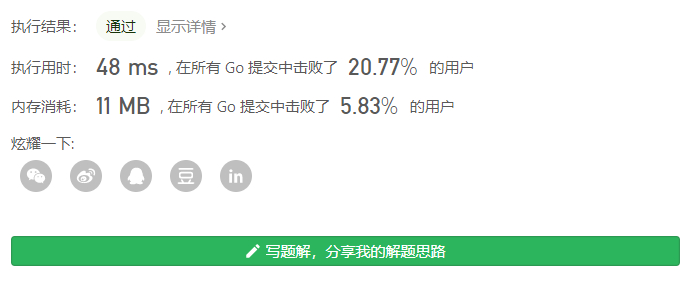 执行结果： 通过 显示详情 >
执行用时： 48 ms , 在所有 Go 提交中击败了 20.77% 的用户
内存消耗： 11 MB , 在所有 Go 提交中击败了 5.83% 的用户
炫耀一下:
豆 in
写题解，分享我的解题思路